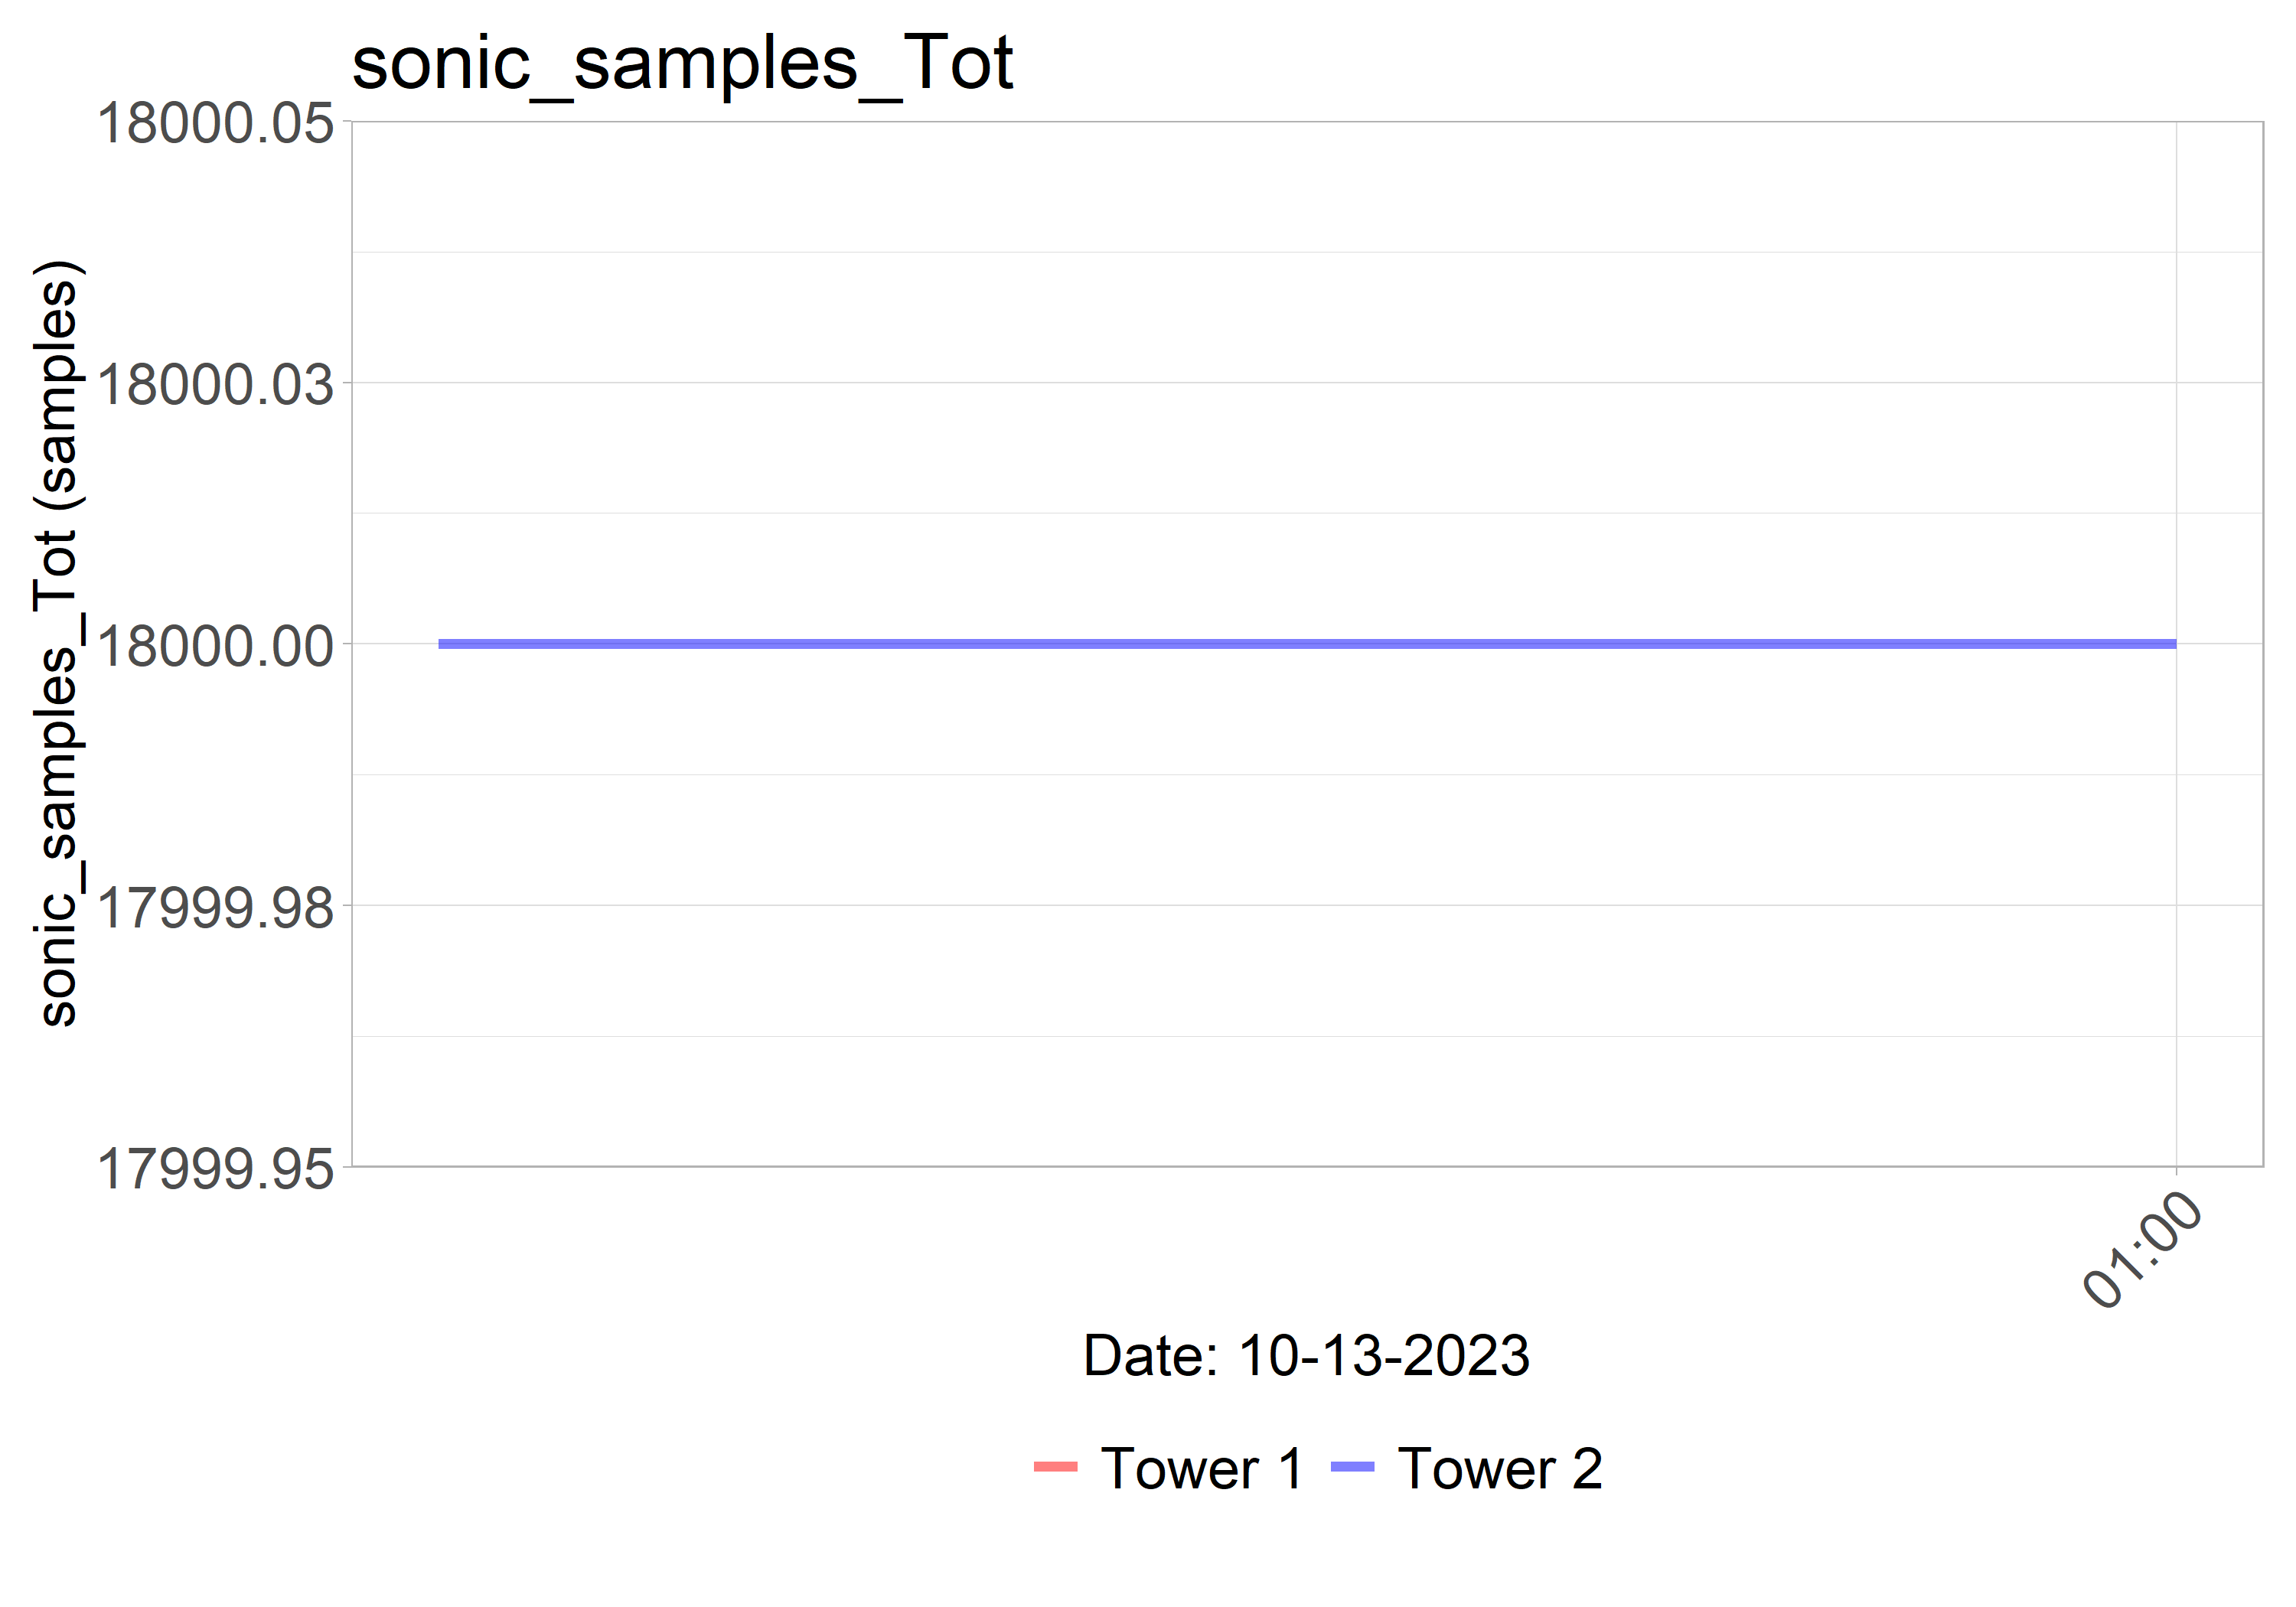 sonic_samples_Tot
sonic_samples_Tot (samples)
18000.05
18000.03
18000.00
17999.98
17999.95
01:00
Date: 10-13-2023
Tower 1 Tower 2